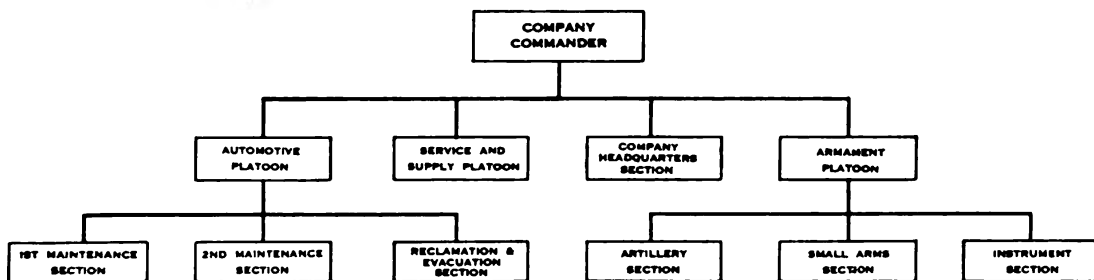 COMPANY
COMMANDER
AUTOMOTIVE
PLATOON
SERVICE AND
SUPPLY PLATOON
COMPANY
HEADQUARTERS
SECTION
ARMAMENT
PLATOON
1ST MAINTENANCE
SECTION
2ND MAINTENANCE
SECTION
RECLAMATION &
EVACUATION
SECTION
ARTILLERY
SECTION
SMALL ARMS
SECTION
INSTRUMENT
SECTION